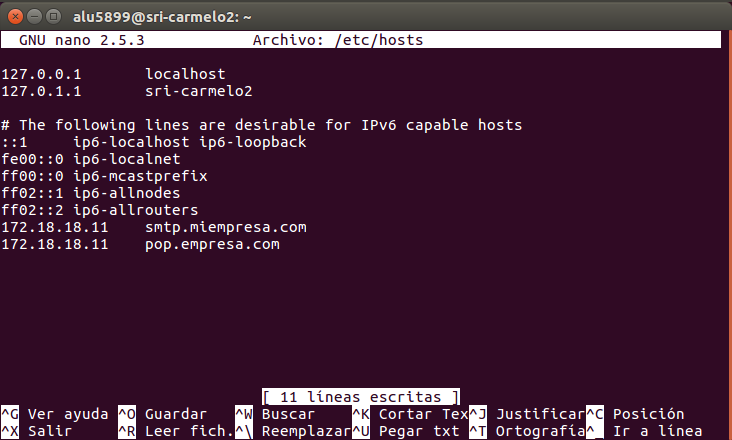 alu5899@sri-carmelo2: ~
GNU nano 2.5.3 Archivo: /etc/hosts
127.0.0.1 localhost
127.0.1.1 sri-carmelo2
# The following lines are desirable for IPv6 capable hosts
::1 ip6-localhost ip6-loopback
fe00::0 ip6-localnet
ff00::0 ip6-mcastprefix
ff02::1 ip6-allnodes
ff02::2 ip6-allrouters
172.18.18.11 smtp.miempresa.com
172.18.18.11 pop.empresa.com
[ 11 líneas escritas ]
^G Ver ayuda ^O Guardar ^W Buscar ^K Cortar Tex^J Justificar^C Posición
^X Salir ^R Leer fich.^\ Reemplazar^U Pegar txt ^T Ortografía^_ Ir a línea